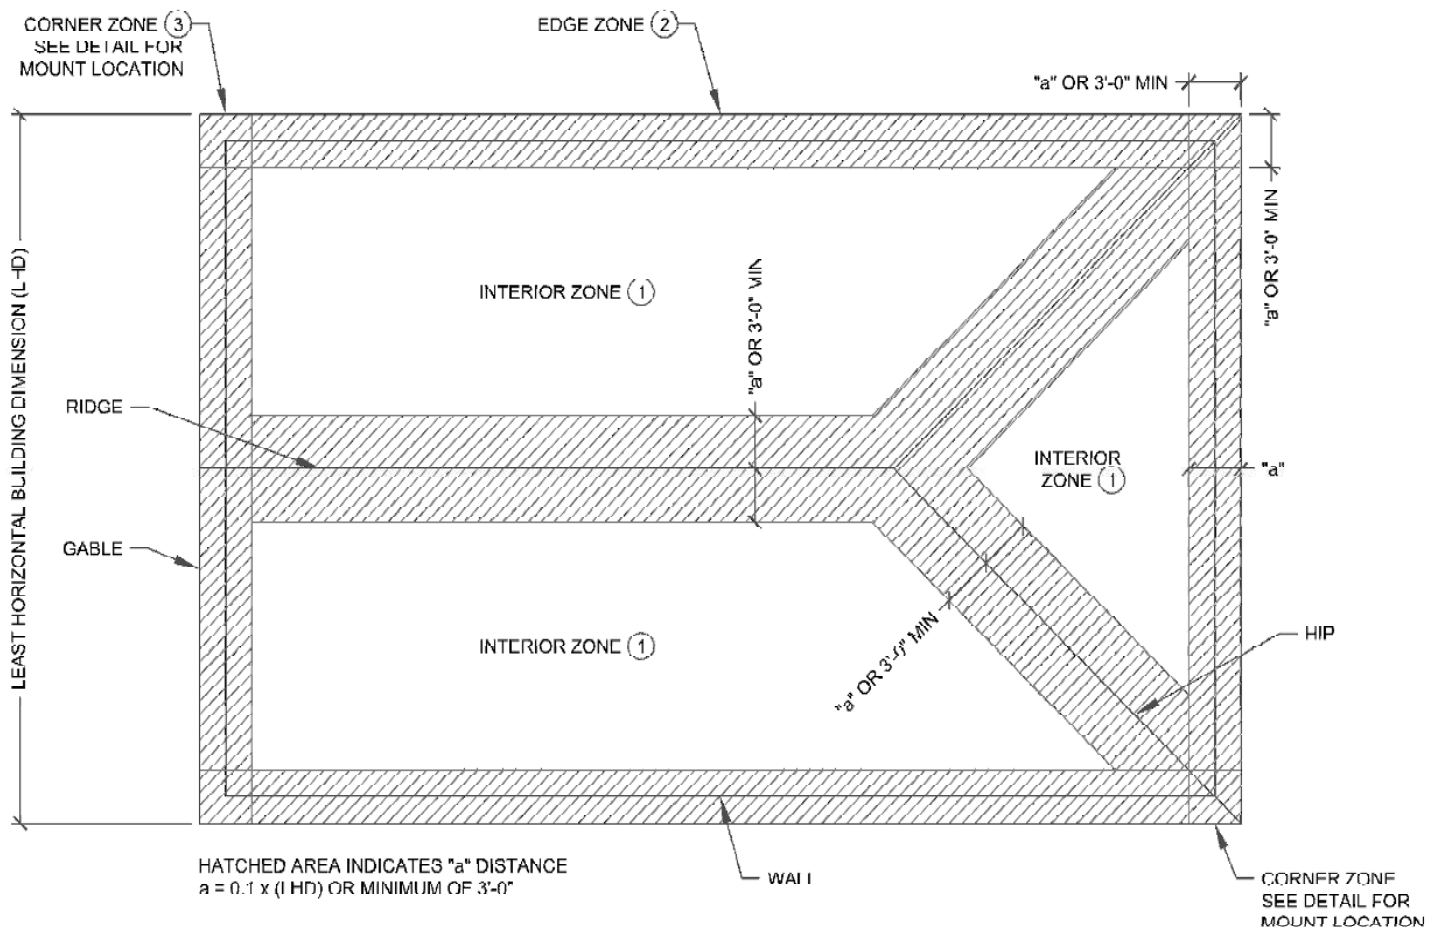 CORNER ZONE 3
SEE DETAIL FOR
MOUNT LOCATION
EDGE ZONE 2
"a" OR 3'-0" MIN
"a" OR 3'-0" MIN
LEAST HORIZONTAL BUILDING DIMENSION (LHD)
INTERIOR ZONE 1
"a" OR 3'-0" MIN
RIDGE
INTERIOR
ZONE 1
"a"
GABLE
INTERIOR ZONE 1
"a" OR 3'-0" MIN
HIP
HATCHED AREA INDICATES "a" DISTANCE
a = 0.1 x (LHD) OR MINIMUM OF 3'-0"
WALL
CORNER ZONE
SEE DETAIL FOR
MOUNT LOCATION